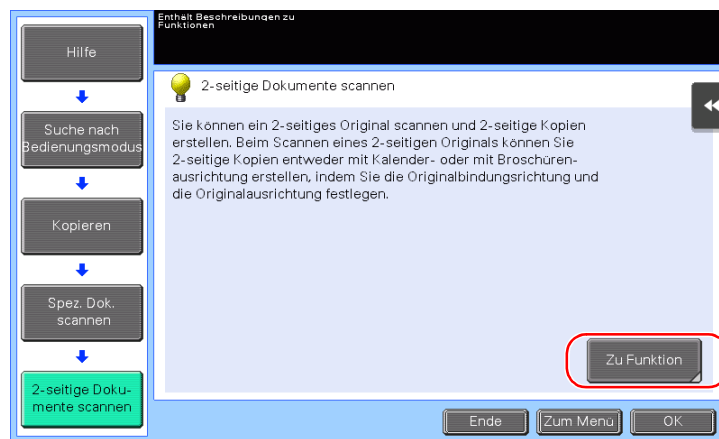 Enthält Beschreibungen zu
Funktionen
Hilfe
Suche nach
Bedienungsmodus
Kopieren
Spez. Dok.
scannen
2-seitige Doku-
mente scannen
2-seitige Dokumente scannen
Sie können ein 2-seitiges Original scannen und 2-seitige Kopien
erstellen. Beim Scannen eines 2-seitigen Originals können Sie
2-seitige Kopien entweder mit Kalender- oder mit Broschüren-
ausrichtung erstellen, indem Sie die Originalbindungsrichtung und
die Originalausrichtung festlegen.
Zu Funktion
Ende
Zum Menü
OK